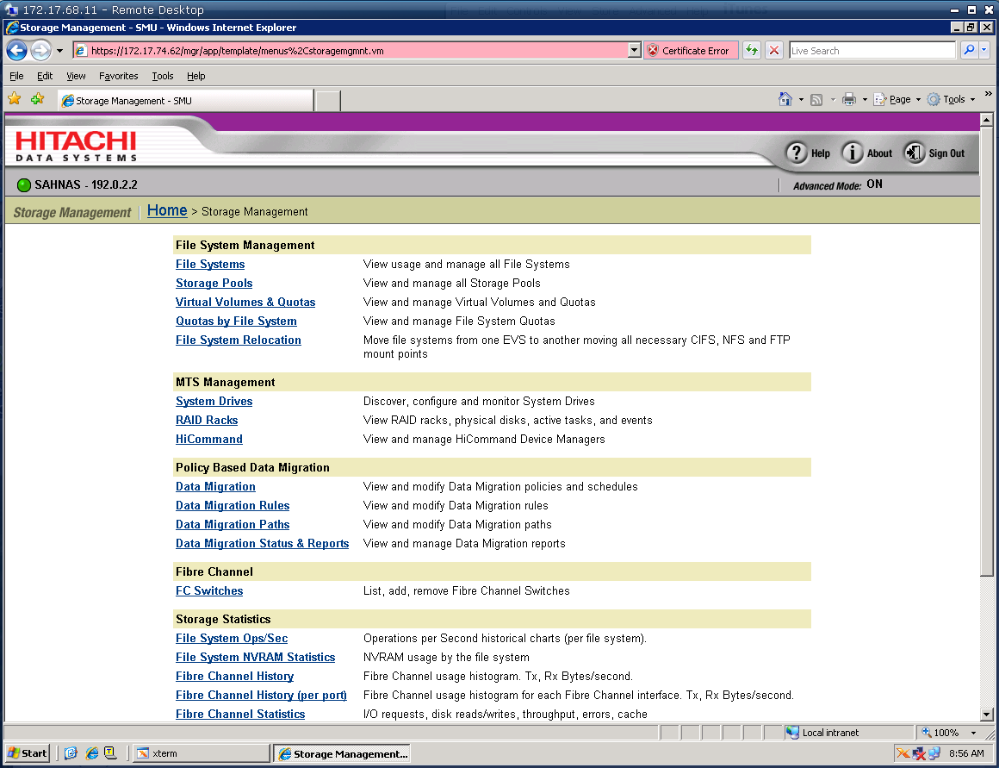 172.17.68.11 - Remote Desktop
Storage Management - SMU - Windows Internet Explorer
https://172.17.74.62/mgr/app/template/menus%2Cstoragemgmnt.vm
Certificate Error
Live Search
File Edit View Favorites Tools Help
Storage Management - SMU
Page
Tools
»
HITACHI
DATA SYSTEMS
Help
About
Sign Out
SAHNAS - 192.0.2.2
Advanced Mode: ON
Storage Management
Home > Storage Management
File System Management
File Systems View usage and manage all File Systems
Storage Pools View and manage all Storage Pools
Virtual Volumes & Quotas View and manage Virtual Volumes and Quotas
Quotas by File System View and manage File System Quotas
File System Relocation Move file systems from one EVS to another moving all necessary CIFS, NFS and FTP
mount points
MTS Management
System Drives Discover, configure and monitor System Drives
RAID Racks View RAID racks, physical disks, active tasks, and events
HiCommand View and manage HiCommand Device Managers
Policy Based Data Migration
Data Migration View and modify Data Migration policies and schedules
Data Migration Rules View and modify Data Migration rules
Data Migration Paths View and modify Data Migration paths
Data Migration Status & Reports View and manage Data Migration reports
Fibre Channel
FC Switches List, add, remove Fibre Channel Switches
Storage Statistics
File System Ops/Sec Operations per Second historical charts (per file system).
File System NVRAM Statistics NVRAM usage by the file system
Fibre Channel History Fibre Channel usage histogram. Tx, Rx Bytes/second.
Fibre Channel History (per port) Fibre Channel usage histogram for each Fibre Channel interface. Tx, Rx Bytes/second.
Fibre Channel Statistics I/O requests, disk reads/writes, throughput, errors, cache
Local intranet
100%
Start
xterm
Storage Management...
8:56 AM